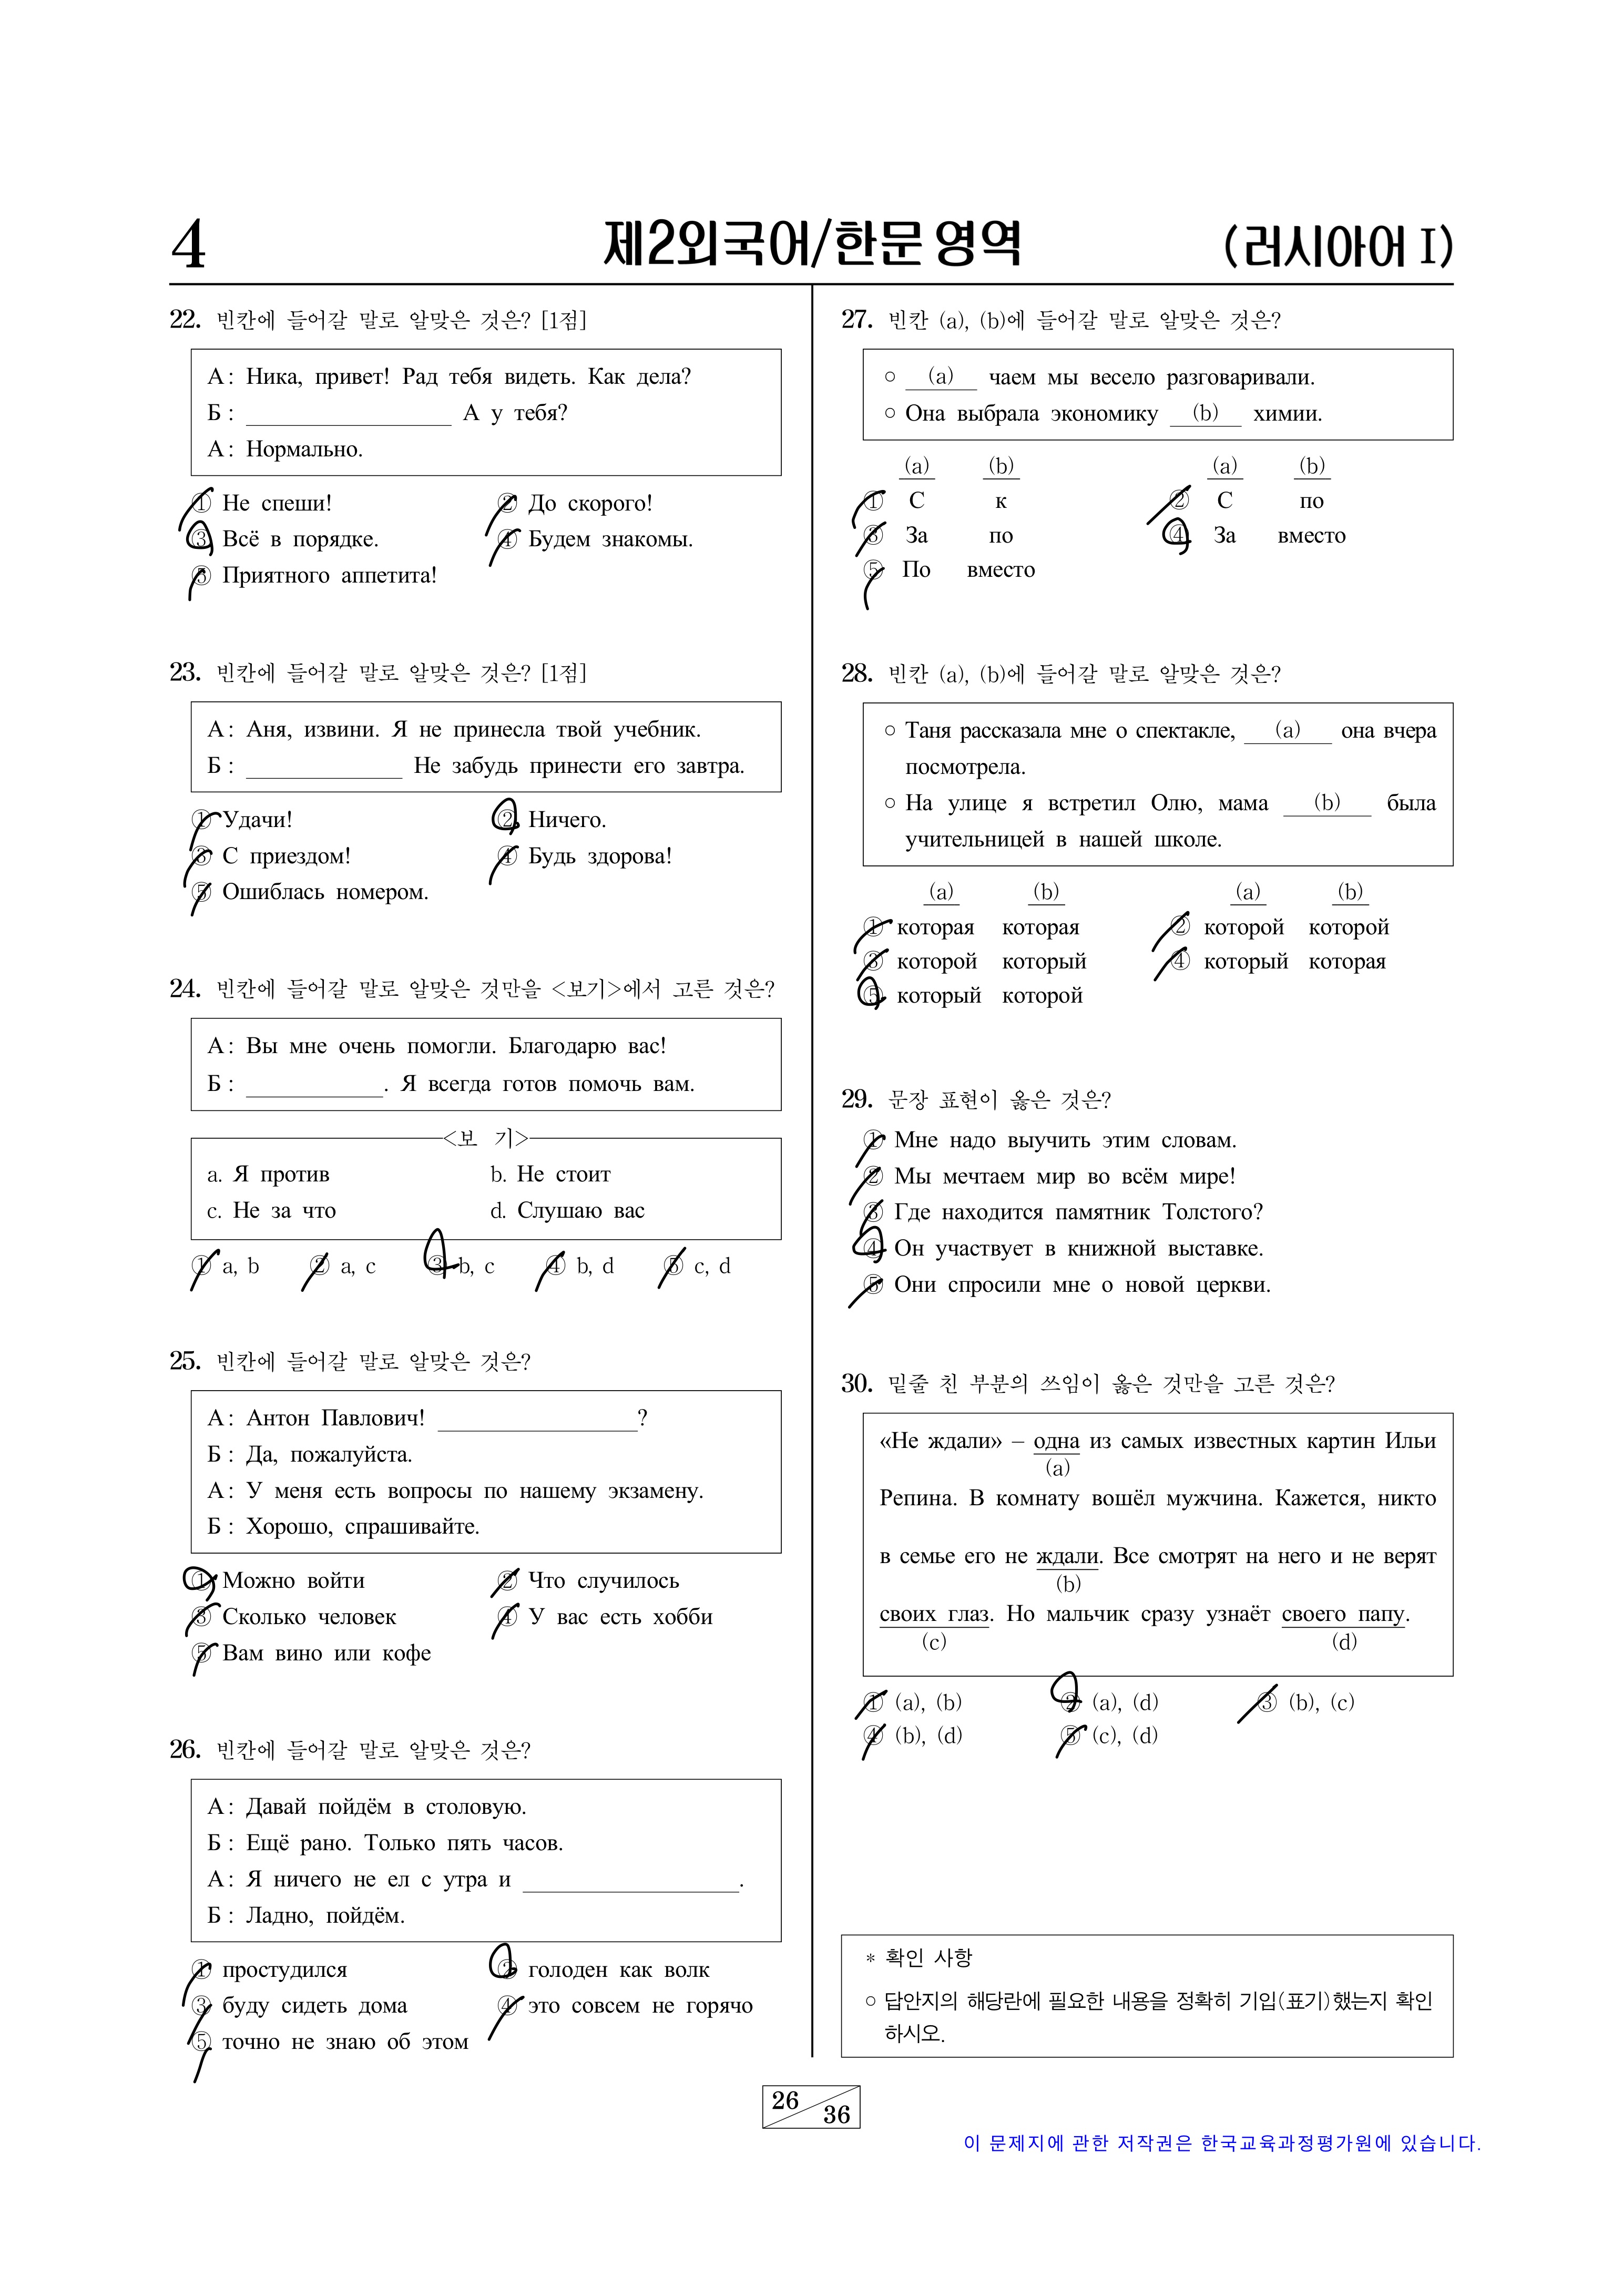 4
제2외국어/한문 영역
(러시아어 I)
22. 빈칸에 들어갈 말로 알맞은 것은? [1점]
А : Ника, привет! Рад тебя видеть. Как дела?
Б : ____________ А у тебя?
А : Нормально.
① Не спеши! ② До скорого!
③ Всё в порядке. ④ Будем знакомы.
⑤ Приятного аппетита!
23. 빈칸에 들어갈 말로 알맞은 것은? [1점]
А : Аня, извини. Я не принесла твой учебник.
Б : ____________ Не забудь принести его завтра.
① Удачи! ② Ничего.
③ С приездом! ④ Будь здорова!
⑤ Ошиблась номером.
24. 빈칸에 들어갈 말로 알맞은 것만을 <보기>에서 고른 것은?
А : Вы мне очень помогли. Благодарю вас!
Б : ____________. Я всегда готов помочь вам.
<보 기>
a. Я против b. Не стоит
c. Не за что d. Слушаю вас
① a, b ② a, c ③ b, c ④ b, d ⑤ c, d
25. 빈칸에 들어갈 말로 알맞은 것은?
А : Антон Павлович! ____________?
Б : Да, пожалуйста.
А : У меня есть вопросы по нашему экзамену.
Б : Хорошо, спрашивайте.
① Можно войти ② Что случилось
③ Сколько человек ④ У вас есть хобби
⑤ Вам вино или кофе
26. 빈칸에 들어갈 말로 알맞은 것은?
А : Давай пойдём в столовую.
Б : Ещё рано. Только пять часов.
А : Я ничего не ел с утра и ____________.
Б : Ладно, пойдём.
① простудился ② голоден как волк
③ буду сидеть дома ④ это совсем не горячо
⑤ точно не знаю об этом
27. 빈칸 (a), (b)에 들어갈 말로 알맞은 것은?
○ (a) чаем мы весело разговаривали.
○ Она выбрала экономику (b) химии.
(a) (b) (a) (b)
① С к ② С по
③ За по ④ За вместо
⑤ По вместо
28. 빈칸 (a), (b)에 들어갈 말로 알맞은 것은?
○ Таня рассказала мне о спектакле, (a) она вчера
посмотрела.
○ На улице я встретил Олю, мама (b) была
учительницей в нашей школе.
(a) (b) (a) (b)
① которая которая ② которой которой
③ которой который ④ который которая
⑤ который которой
29. 문장 표현이 옳은 것은?
① Мне надо выучить этим словам.
② Мы мечтаем мир во всём мире!
③ Где находится памятник Толстого?
④ Он участвует в книжной выставке.
⑤ Они спросили мне о новой церкви.
30. 밑줄 친 부분의 쓰임이 옳은 것만을 고른 것은?
«Не ждали» – одна из самых известных картин Ильи
(a)
Репина. В комнату вошёл мужчина. Кажется, никто
в семье его не ждали. Все смотрят на него и не верят
(b)
своих глаз. Но мальчик сразу узнаёт своего папу.
(c) (d)
① (a), (b) ② (a), (d) ③ (b), (c)
④ (b), (d) ⑤ (c), (d)
* 확인 사항
○ 답안지의 해당란에 필요한 내용을 정확히 기입(표기)했는지 확인
하시오.
26 36
이 문제지에 관한 저작권은 한국교육과정평가원에 있습니다.